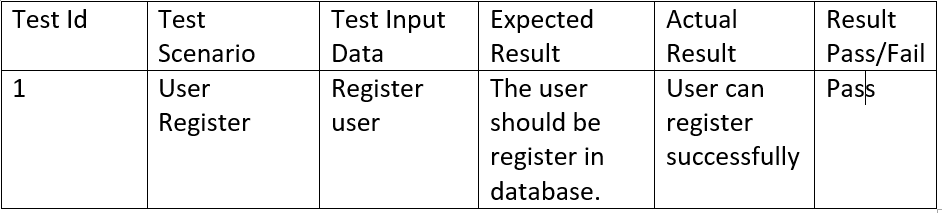 Test Id
Test
Scenario
Test Input
Data
Expected
Result
Actual
Result
Result
Pass/Fail
1
User
Register
Register
user
The user
should be
register in
database.
User can
register
successfully
Pass